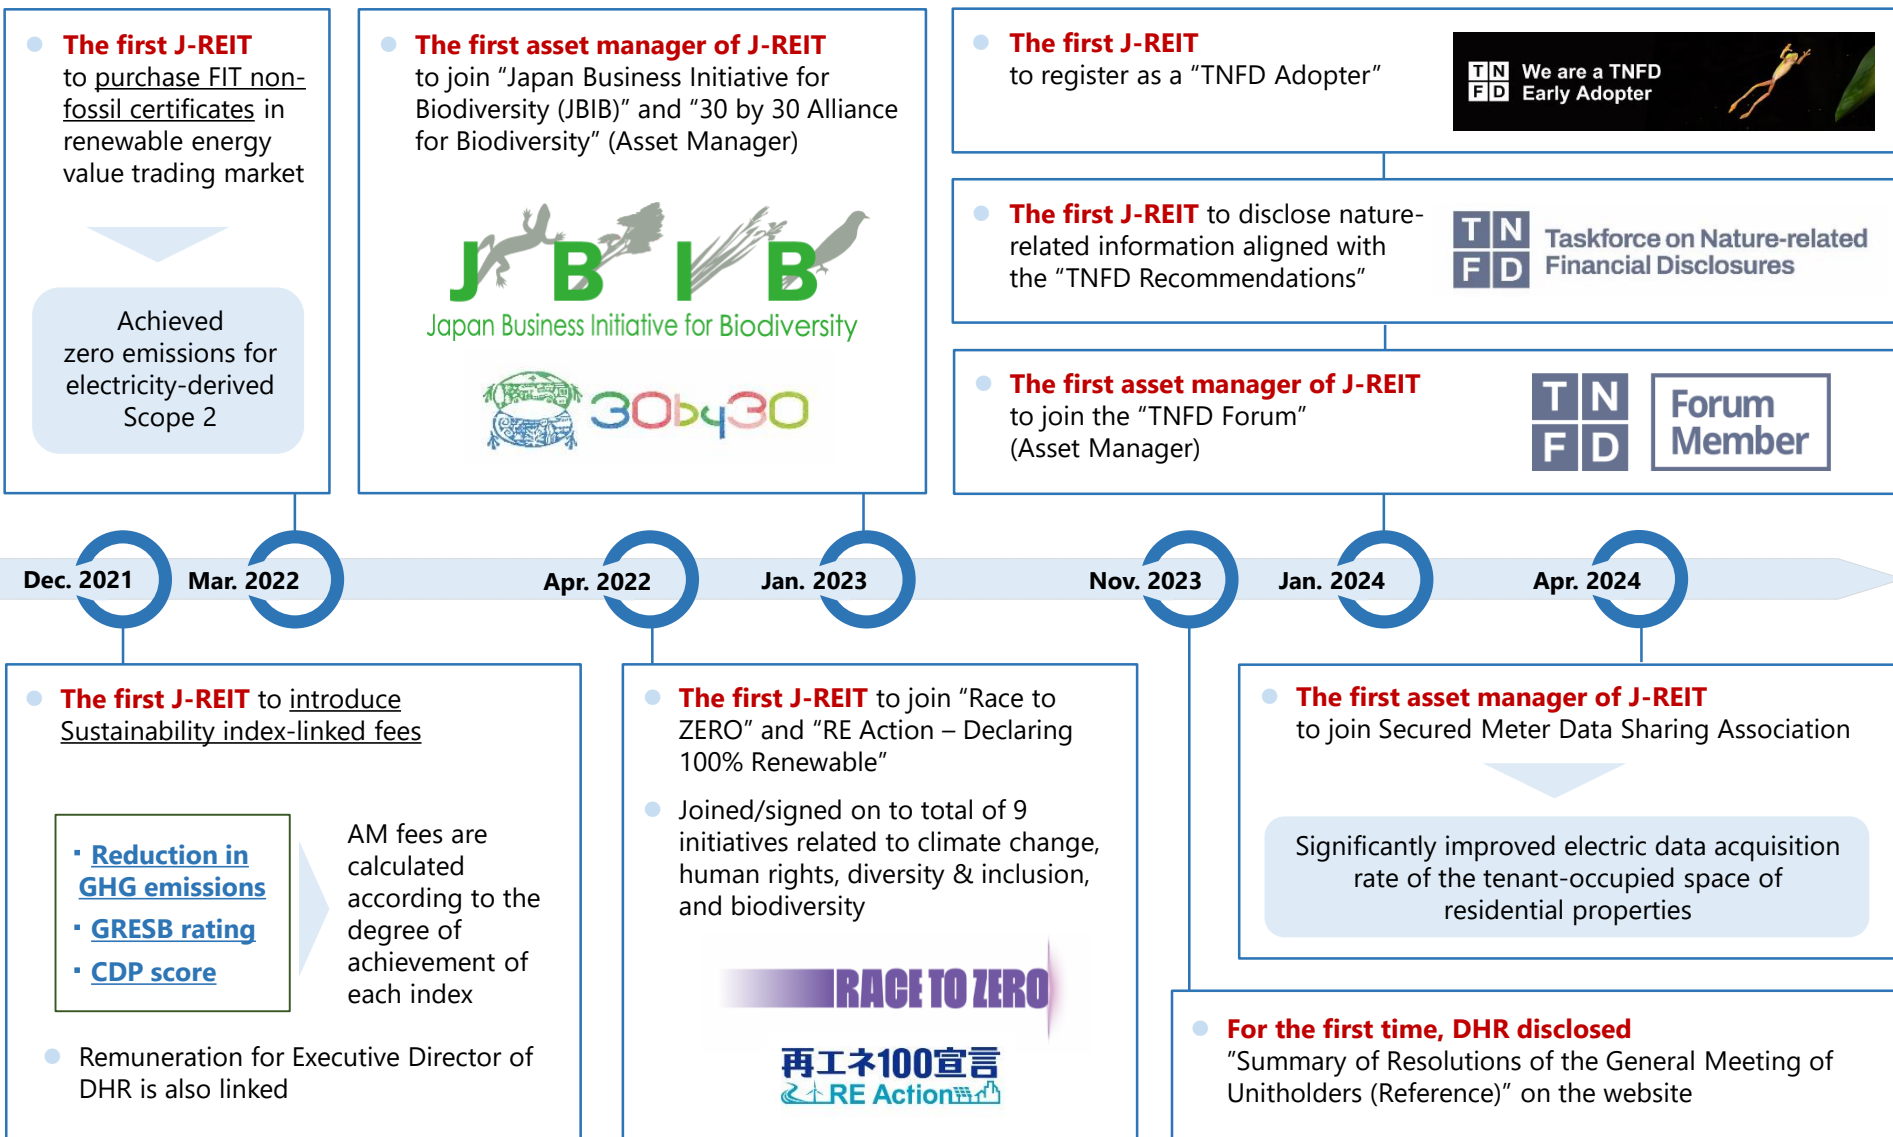 The first J-REIT
to purchase FIT non-
fossil certificates in
renewable energy
value trading market
Achieved
zero emissions for
electricity-derived
Scope 2
The first asset manager of J-REIT
to join “Japan Business Initiative for
Biodiversity (JBIB)” and “30 by 30 Alliance
for Biodiversity” (Asset Manager)
JBIB
Japan Business Initiative for Biodiversity
30by30
The first J-REIT
to register as a “TNFD Adopter”
TN
FD
We are a TNFD
Early Adopter
The first J-REIT to disclose nature-
related information aligned with
the “TNFD Recommendations”
TN
FD
Taskforce on Nature-related
Financial Disclosures
The first asset manager of J-REIT
to join the “TNFD Forum”
(Asset Manager)
TN
FD
Forum
Member
Dec. 2021
Mar. 2022
Apr. 2022
Jan. 2023
Nov. 2023
Jan. 2024
Apr. 2024
The first J-REIT to introduce
Sustainability index-linked fees
・Reduction in
GHG emissions
・GRESB rating
・CDP score
AM fees are
calculated
according to the
degree of
achievement of
each index
Remuneration for Executive Director of
DHR is also linked
The first J-REIT to join “Race to
ZERO” and “RE Action – Declaring
100% Renewable”
Joined/signed on to total of 9
initiatives related to climate change,
human rights, diversity & inclusion,
and biodiversity
RACE TO ZERO
再エネ100宣言
RE Action
The first asset manager of J-REIT
to join Secured Meter Data Sharing Association
Significantly improved electric data acquisition
rate of the tenant-occupied space of
residential properties
For the first time, DHR disclosed
”Summary of Resolutions of the General Meeting of
Unitholders (Reference)” on the website